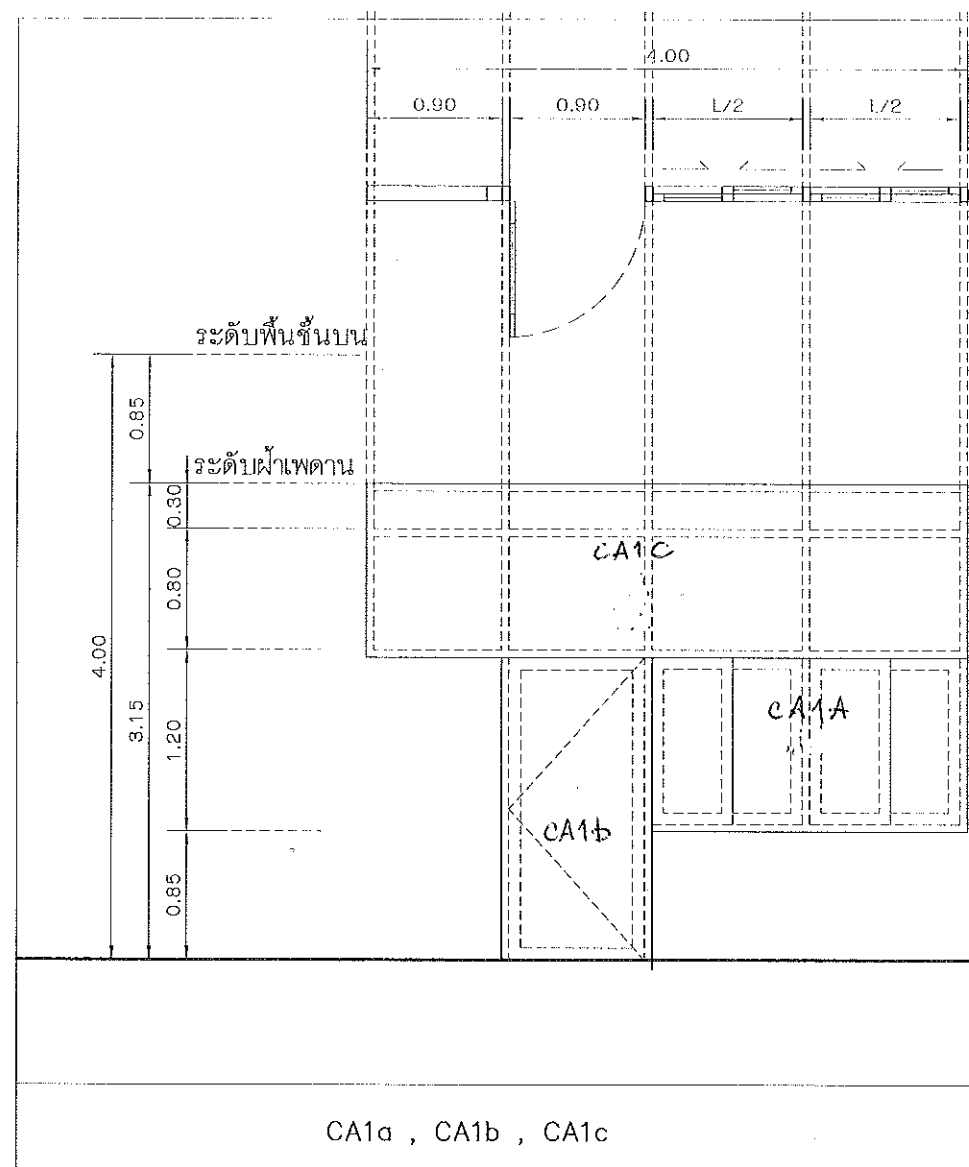 4.00
0.90 0.90 L/2 L/2
ระดับพื้นชั้นบน
0.85
ระดับฝ้าเพดาน
0.30
CA1C
0.80
4.00
3.15
1.20
CA1A
CA1b
0.85
CA1a , CA1b , CA1c